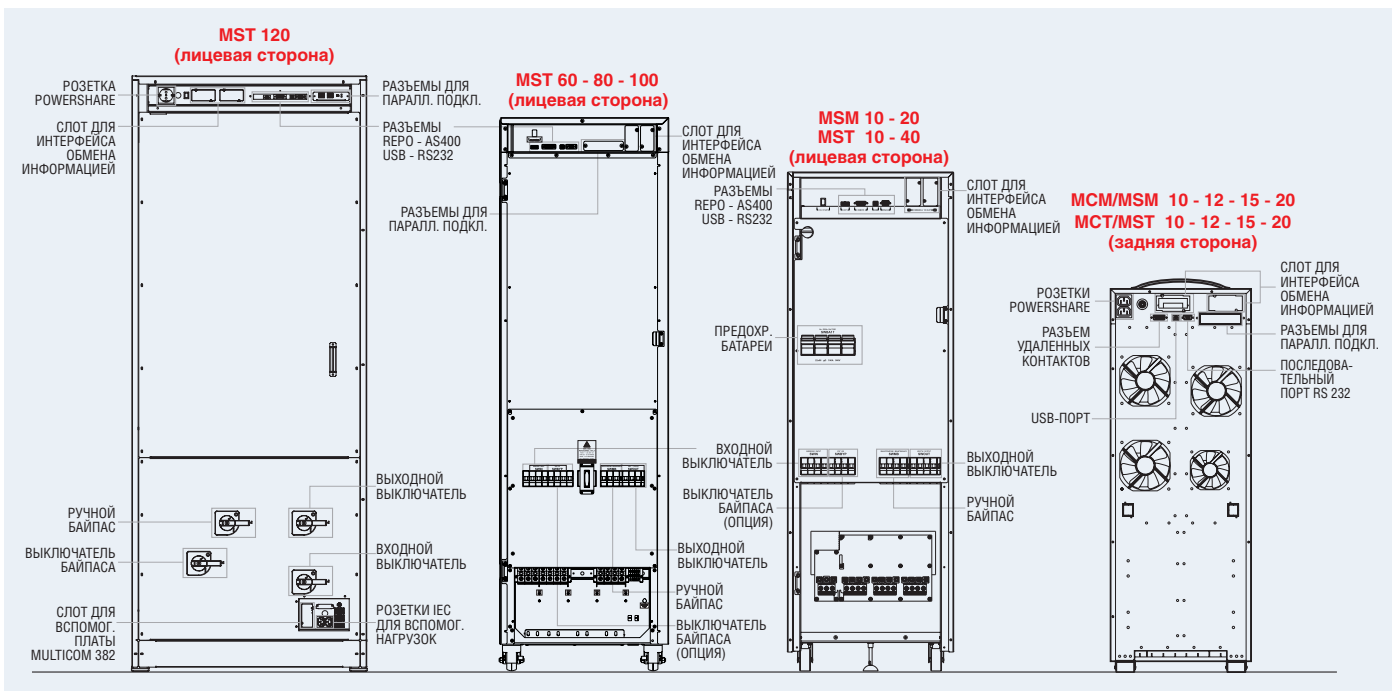 MST 120
(лицевая сторона)
РОЗЕТКА
POWERSHARE
СЛОТ ДЛЯ
ИНТЕРФЕЙСА
ОБМЕНА
ИНФОРМАЦИЕЙ
РАЗЪЕМЫ ДЛЯ
ПАРАЛЛ. ПОДКЛ.
РАЗЪЕМЫ
REPO - AS400
USB - RS232
РУЧНОЙ
БАЙПАС
ВЫКЛЮЧАТЕЛЬ
БАЙПАСА
СЛОТ ДЛЯ
ВСПОМОГ.
ПЛАТЫ
MULTICOM 382
ВЫХОДНОЙ
ВЫКЛЮЧАТЕЛЬ
ВХОДНОЙ
ВЫКЛЮЧАТЕЛЬ
РОЗЕТКИ IEC
ДЛЯ ВСПОМОГ.
НАГРУЗОК
MST 60 - 80 - 100
(лицевая сторона)
РАЗЪЕМЫ ДЛЯ
ПАРАЛЛ. ПОДКЛ.
СЛОТ ДЛЯ
ИНТЕРФЕЙСА
ОБМЕНА
ИНФОРМАЦИЕЙ
РАЗЪЕМЫ
REPO - AS400
USB - RS232
ПРЕДОХР.
БАТАРЕИ
ВХОДНОЙ
ВЫКЛЮЧАТЕЛЬ
ВЫКЛЮЧАТЕЛЬ
БАЙПАСА
(ОПЦИЯ)
ВЫХОДНОЙ
ВЫКЛЮЧАТЕЛЬ
РУЧНОЙ
БАЙПАС
ВЫКЛЮЧАТЕЛЬ
БАЙПАСА
(ОПЦИЯ)
MSM 10 - 20
MST 10 - 40
(лицевая сторона)
СЛОТ ДЛЯ
ИНТЕРФЕЙСА
ОБМЕНА
ИНФОРМАЦИЕЙ
ВЫХОДНОЙ
ВЫКЛЮЧАТЕЛЬ
РУЧНОЙ
БАЙПАС
MCM/MSM 10 - 12 - 15 - 20
MCT/MST 10 - 12 - 15 - 20
(задняя сторона)
РОЗЕТКИ
POWERSHARE
РАЗЪЕМ
УДАЛЕННЫХ
КОНТАКТОВ
USB-ПОРТ
СЛОТ ДЛЯ
ИНТЕРФЕЙСА
ОБМЕНА
ИНФОРМАЦИЕЙ
РАЗЪЕМЫ ДЛЯ
ПАРАЛЛ. ПОДКЛ.
ПОСЛЕДОВА-
ТЕЛЬНЫЙ
ПОРТ RS 232